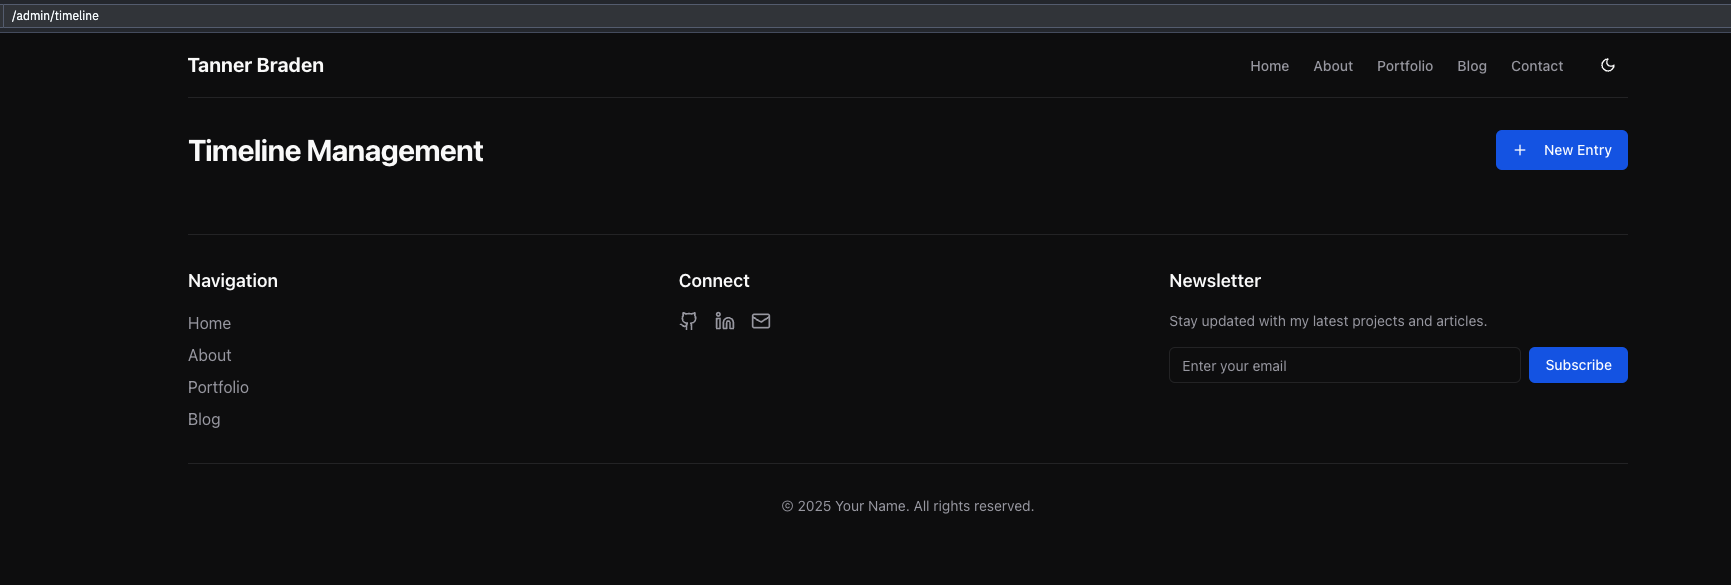 /admin/timeline
Tanner Braden
Home About Portfolio Blog Contact
Timeline Management
New Entry
Navigation
Home
About
Portfolio
Blog
Connect
Newsletter
Stay updated with my latest projects and articles.
Enter your email
Subscribe
© 2025 Your Name. All rights reserved.